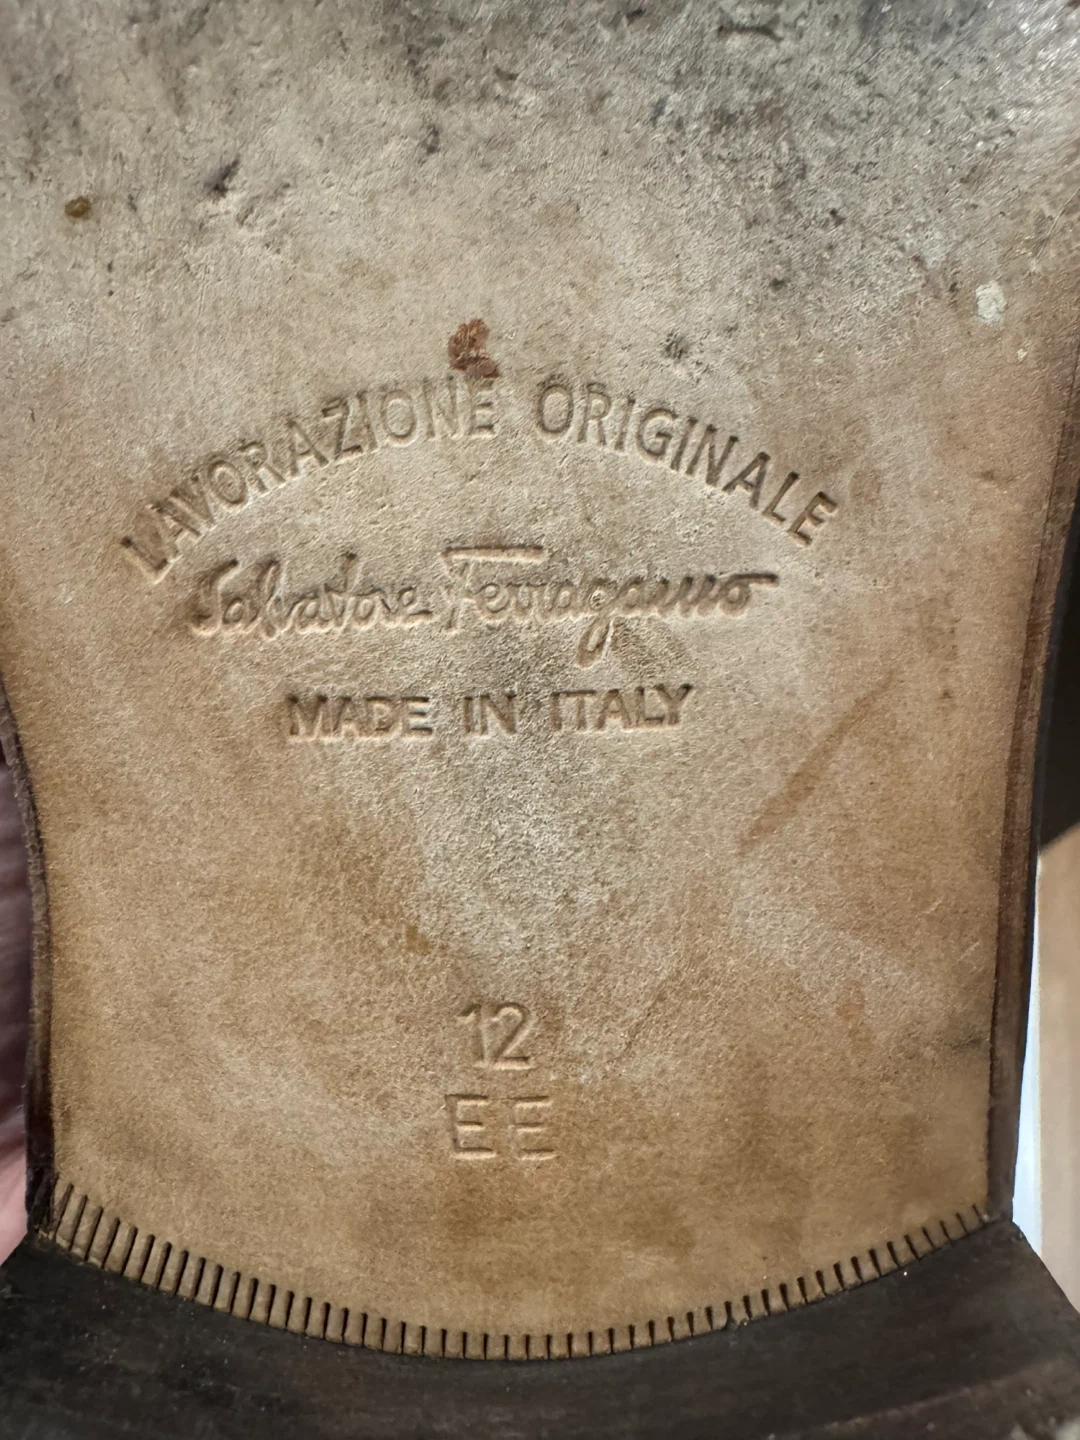 LAVORAZIONE ORIGINALE
Salvatore Ferragamo
MADE IN ITALY
12
EE